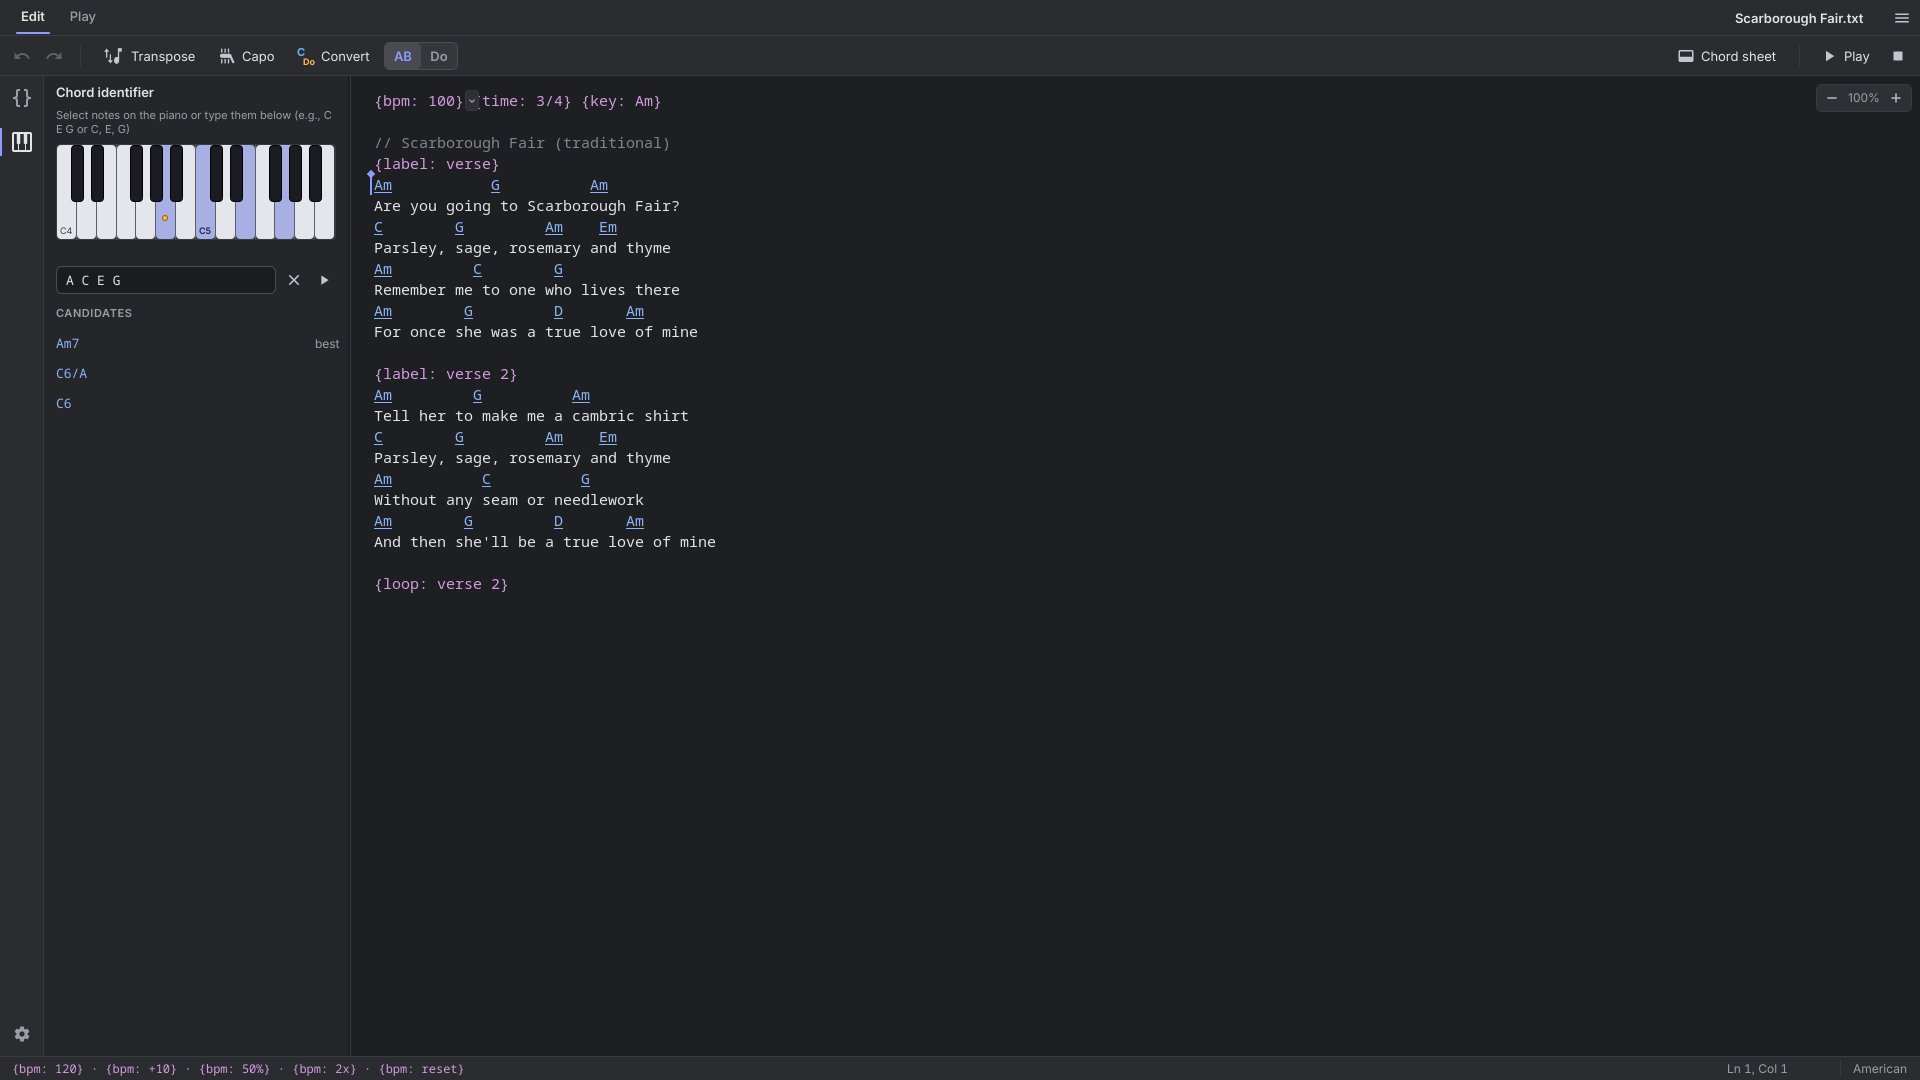 Edit Play Scarborough Fair.txt
Transpose Capo C Do Convert AB Do Chord sheet Play
Chord identifier
Select notes on the piano or type them below (e.g., C
E G or C, E, G)
C4 C5
A C E G
CANDIDATES
Am7 best
C6/A
C6
{bpm: 100} time: 3/4} {key: Am}
100%
// Scarborough Fair (traditional)
{label: verse}
Am G Am
Are you going to Scarborough Fair?
C G Am Em
Parsley, sage, rosemary and thyme
Am C G
Remember me to one who lives there
Am G D Am
For once she was a true love of mine
{label: verse 2}
Am G Am
Tell her to make me a cambric shirt
C G Am Em
Parsley, sage, rosemary and thyme
Am C G
Without any seam or needlework
Am G D Am
And then she'll be a true love of mine
{loop: verse 2}
{bpm: 120} · {bpm: +10} · {bpm: 50%} · {bpm: 2x} · {bpm: reset} Ln 1, Col 1 American